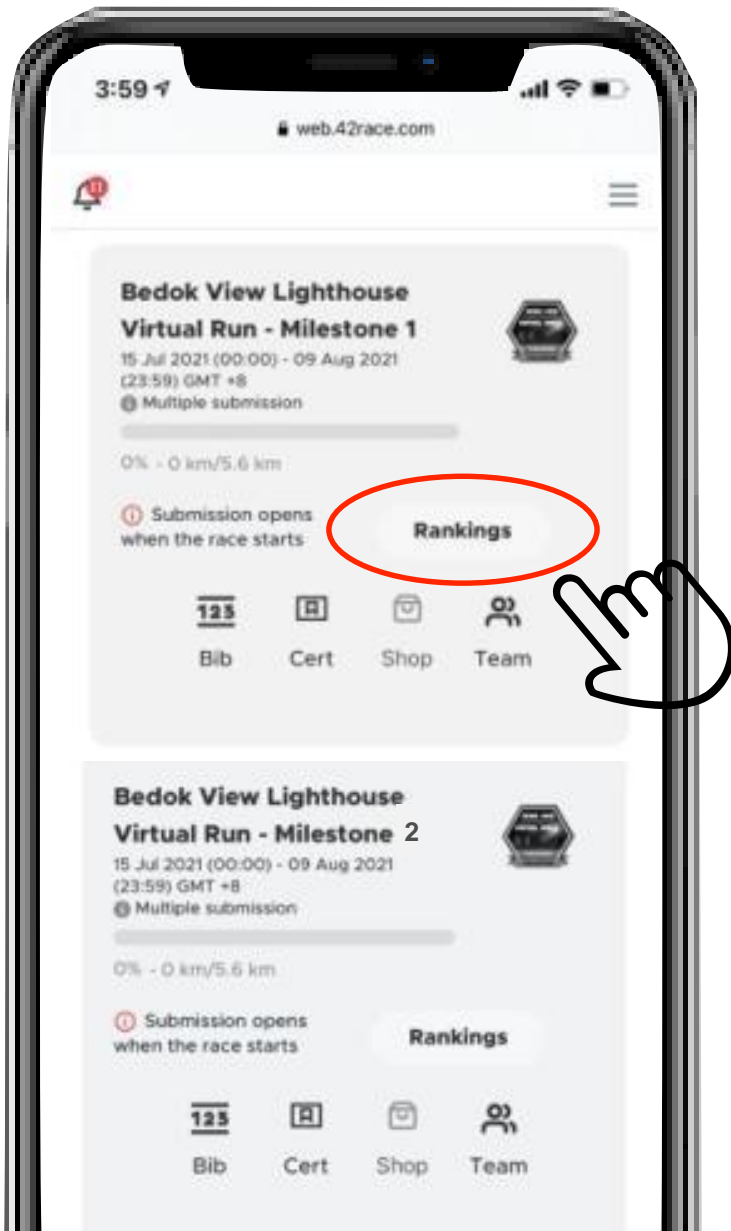 3:59
web.42race.com
11
Bedok View Lighthouse
Virtual Run - Milestone 1
15 Jul 2021 (00:00) - 09 Aug 2021
(23:59) GMT +8
Multiple submission
0% - 0 km/5.6 km
Submission opens
when the race starts
Rankings
123
Bib Cert Shop Team
Bedok View Lighthouse
Virtual Run - Milestone 2
15 Jul 2021 (00:00) - 09 Aug 2021
(23:59) GMT +8
Multiple submission
0% - 0 km/5.6 km
Submission opens
when the race starts
Rankings
123
Bib Cert Shop Team